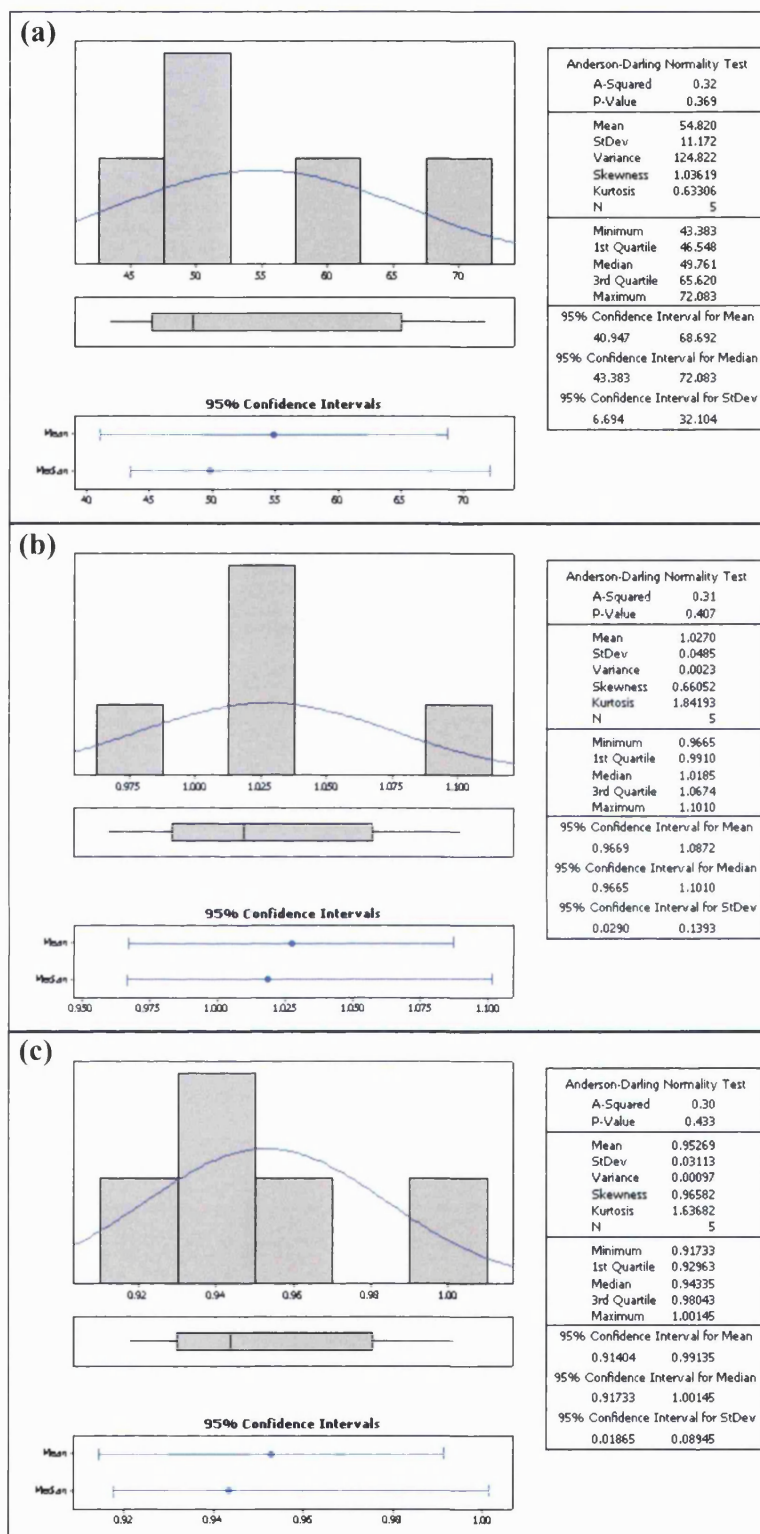 (a)
45 50 55 60 65 70
95% Confidence Intervals
Mean
Median
40 45 50 55 60 65 70
Anderson-Darling Normality Test
A-Squared 0.32
P-Value 0.369
Mean 54.820
StDev 11.172
Variance 124.822
Skewness 1.03619
Kurtosis 0.63306
N 5
Minimum 43.383
1st Quartile 46.548
Median 49.761
3rd Quartile 65.620
Maximum 72.083
95% Confidence Interval for Mean
40.947 68.692
95% Confidence Interval for Median
43.383 72.083
95% Confidence Interval for StDev
6.694 32.104
(b)
0.975 1.000 1.025 1.050 1.075 1.100
95% Confidence Intervals
Mean
Median
0.950 0.975 1.000 1.025 1.050 1.075 1.100
Anderson-Darling Normality Test
A-Squared 0.31
P-Value 0.407
Mean 1.0270
StDev 0.0485
Variance 0.0023
Skewness 0.66052
Kurtosis 1.84193
N 5
Minimum 0.9665
1st Quartile 0.9910
Median 1.0185
3rd Quartile 1.0674
Maximum 1.1010
95% Confidence Interval for Mean
0.9669 1.0872
95% Confidence Interval for Median
0.9665 1.1010
95% Confidence Interval for StDev
0.0290 0.1393
(c)
0.92 0.94 0.96 0.98 1.00
95% Confidence Intervals
Mean
Median
0.92 0.94 0.96 0.98 1.00
Anderson-Darling Normality Test
A-Squared 0.30
P-Value 0.433
Mean 0.95269
StDev 0.03113
Variance 0.00097
Skewness 0.96582
Kurtosis 1.63682
N 5
Minimum 0.91733
1st Quartile 0.92963
Median 0.94335
3rd Quartile 0.98043
Maximum 1.00145
95% Confidence Interval for Mean
0.91404 0.99135
95% Confidence Interval for Median
0.91733 1.00145
95% Confidence Interval for StDev
0.01865 0.08945